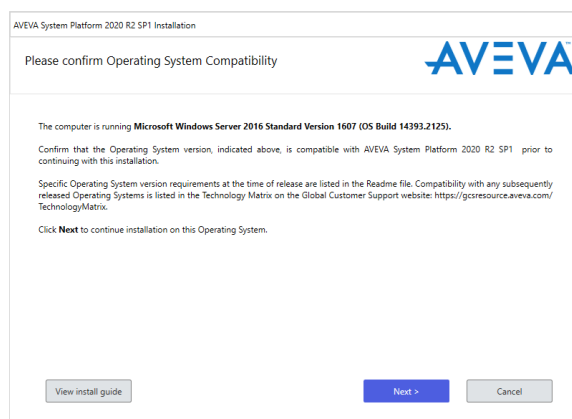 AVEVA System Platform 2020 R2 SP1 Installation
Please confirm Operating System Compatibility
AVEVA
The computer is running Microsoft Windows Server 2016 Standard Version 1607 (OS Build 14393.2125).
Confirm that the Operating System version, indicated above, is compatible with AVEVA System Platform 2020 R2 SP1 prior to
continuing with this installation.
Specific Operating System version requirements at the time of release are listed in the Readme file. Compatibility with any subsequently
released Operating Systems is listed in the Technology Matrix on the Global Customer Support website: https://gcsresource.aveva.com/
TechnologyMatrix.
Click Next to continue installation on this Operating System.
View install guide
Next >
Cancel